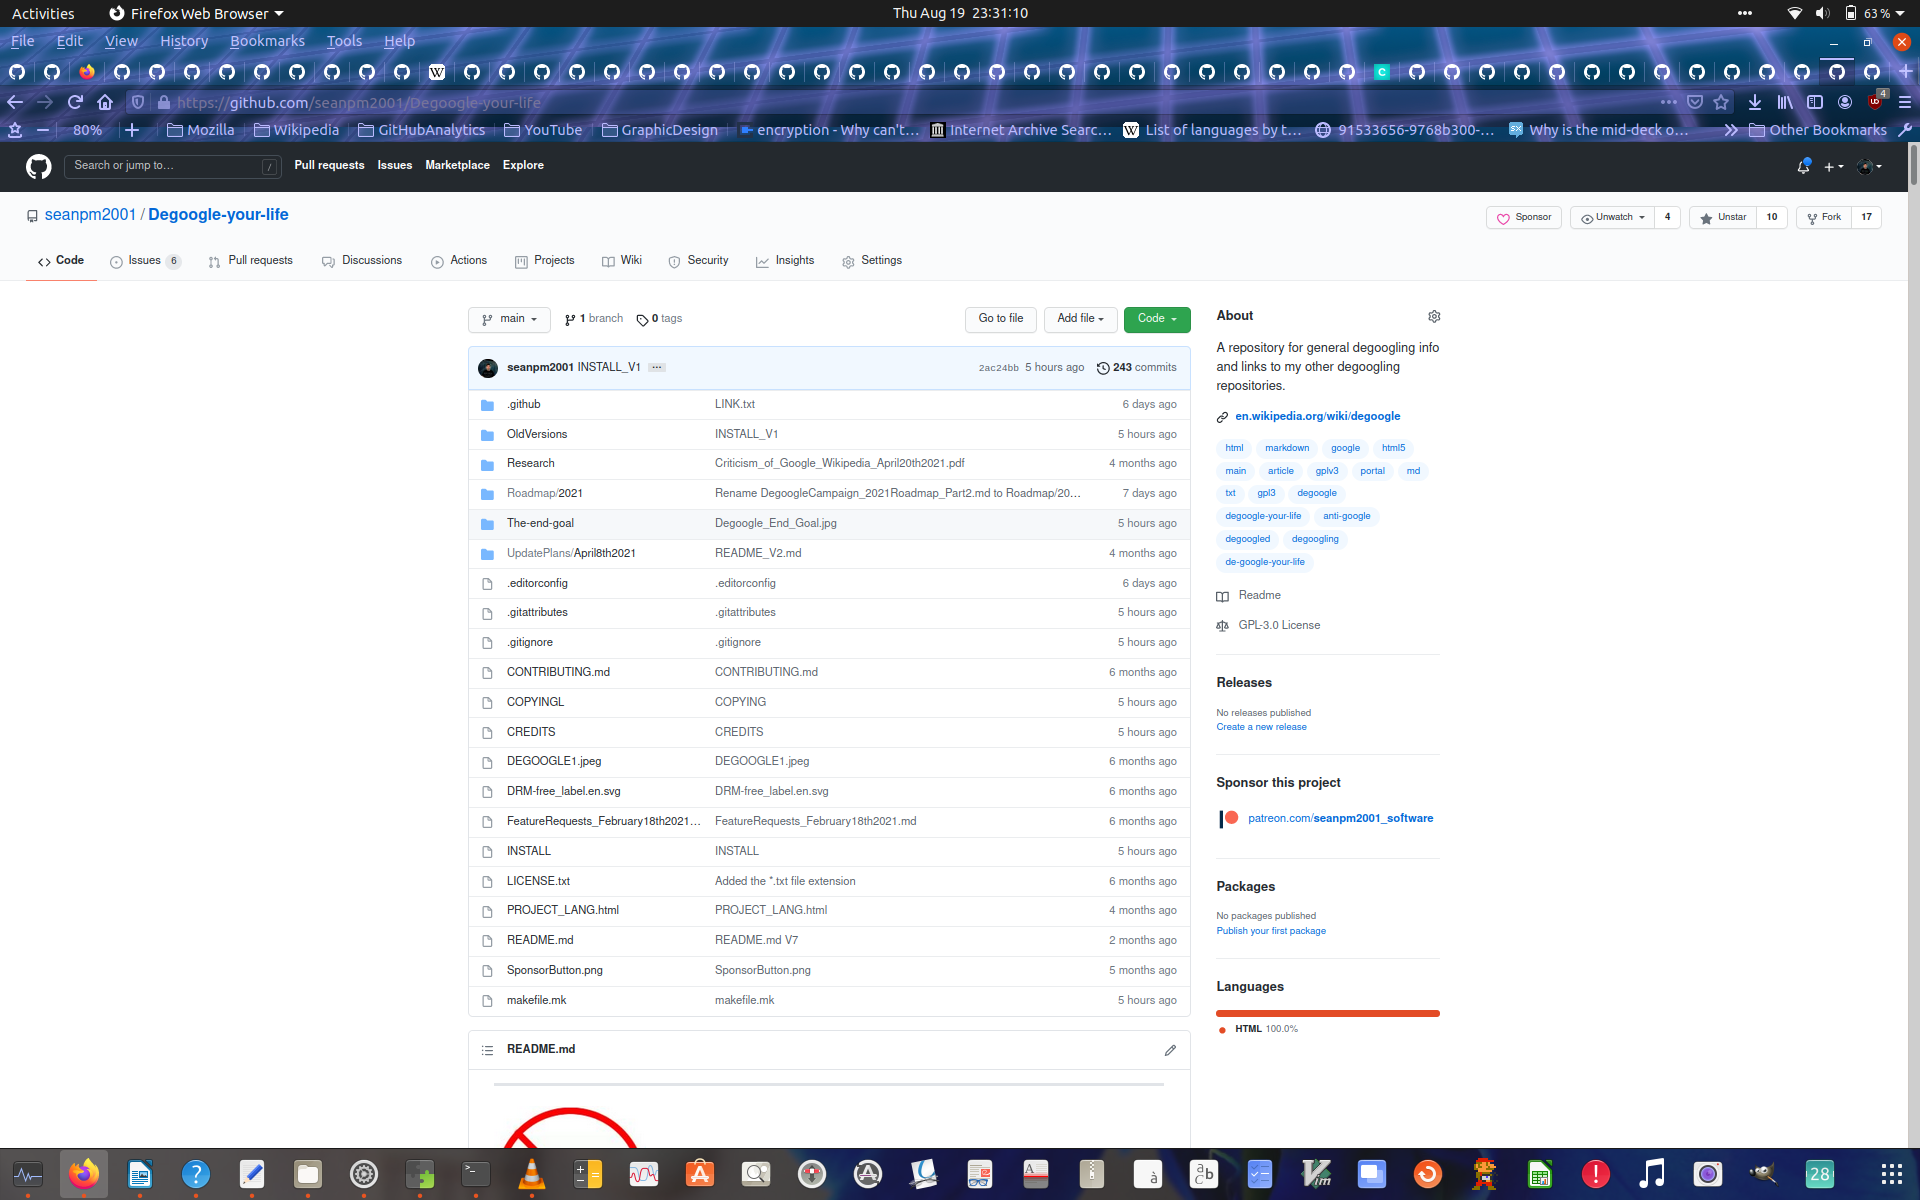 Activities Firefox Web Browser Thu Aug 19 23:31:10 63 %
File Edit View History Bookmarks Tools Help
https://github.com/seanpm2001/Degoogle-your-life 4
80% Mozilla Wikipedia GitHubAnalytics YouTube GraphicDesign encryption - Why can't… Internet Archive Searc… List of languages by t… 91533656-9768b300-… Why is the mid-deck o… Other Bookmarks
Search or jump to… / Pull requests Issues Marketplace Explore
seanpm2001 / Degoogle-your-life Sponsor Unwatch 4 Unstar 10 Fork 17
Code Issues 6 Pull requests Discussions Actions Projects Wiki Security Insights Settings
main 1 branch 0 tags Go to file Add file Code
seanpm2001 INSTALL_V1 … 2ac24bb 5 hours ago 243 commits
.github LINK.txt 6 days ago
OldVersions INSTALL_V1 5 hours ago
Research Criticism_of_Google_Wikipedia_April20th2021.pdf 4 months ago
Roadmap/2021 Rename DegoogleCampaign_2021Roadmap_Part2.md to Roadmap/20… 7 days ago
The-end-goal Degoogle_End_Goal.jpg 5 hours ago
UpdatePlans/April8th2021 README_V2.md 4 months ago
.editorconfig .editorconfig 6 days ago
.gitattributes .gitattributes 5 hours ago
.gitignore .gitignore 5 hours ago
CONTRIBUTING.md CONTRIBUTING.md 6 months ago
COPYINGL COPYING 5 hours ago
CREDITS CREDITS 5 hours ago
DEGOOGLE1.jpeg DEGOOGLE1.jpeg 6 months ago
DRM-free_label.en.svg DRM-free_label.en.svg 6 months ago
FeatureRequests_February18th2021… FeatureRequests_February18th2021.md 6 months ago
INSTALL INSTALL 5 hours ago
LICENSE.txt Added the *.txt file extension 6 months ago
PROJECT_LANG.html PROJECT_LANG.html 4 months ago
README.md README.md V7 2 months ago
SponsorButton.png SponsorButton.png 5 months ago
makefile.mk makefile.mk 5 hours ago
README.md
About
A repository for general degoogling info
and links to my other degoogling
repositories.
en.wikipedia.org/wiki/degoogle
html markdown google html5
main article gplv3 portal md
txt gpl3 degoogle
degoogle-your-life anti-google
degoogled degoogling
de-google-your-life
Readme
GPL-3.0 License
Releases
No releases published
Create a new release
Sponsor this project
patreon.com/seanpm2001_software
Packages
No packages published
Publish your first package
Languages
HTML 100.0%
28